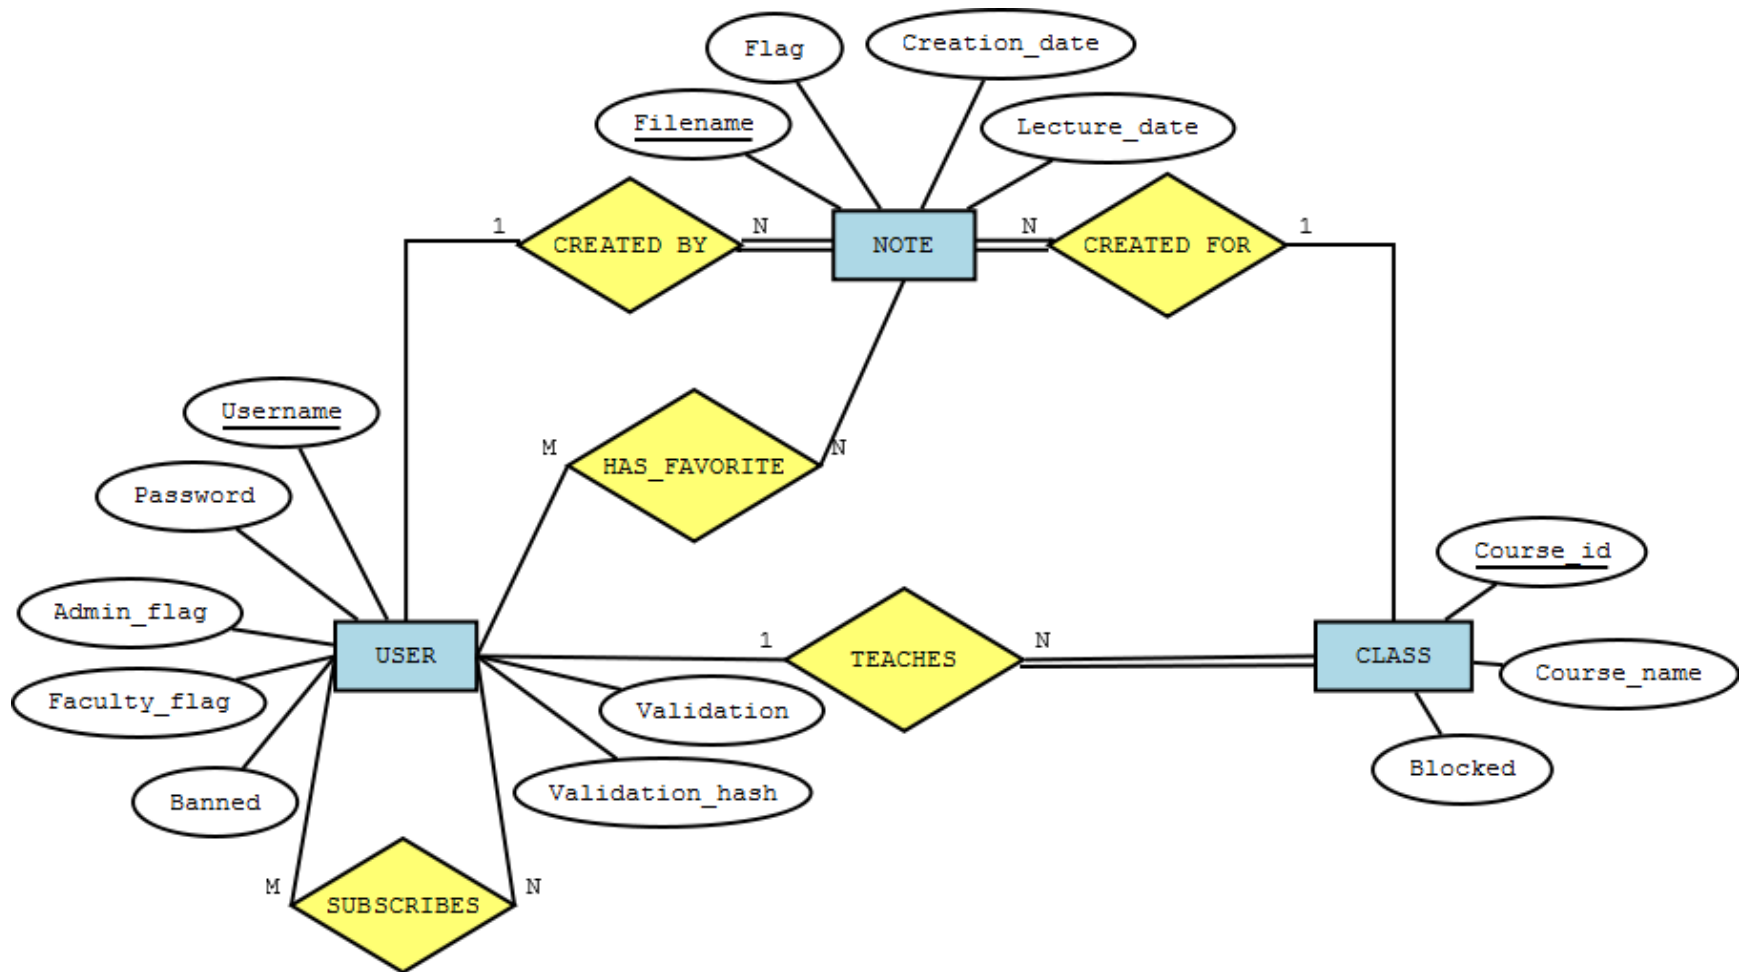 Flag
Creation_date
Filename
Lecture_date
1
CREATED BY
N
NOTE
N
CREATED FOR
1
Username
M
HAS_FAVORITE
N
Password
Course_id
Admin_flag
USER
1
TEACHES
N
CLASS
Course_name
Faculty_flag
Validation
Blocked
Banned
Validation_hash
M
SUBSCRIBES
N